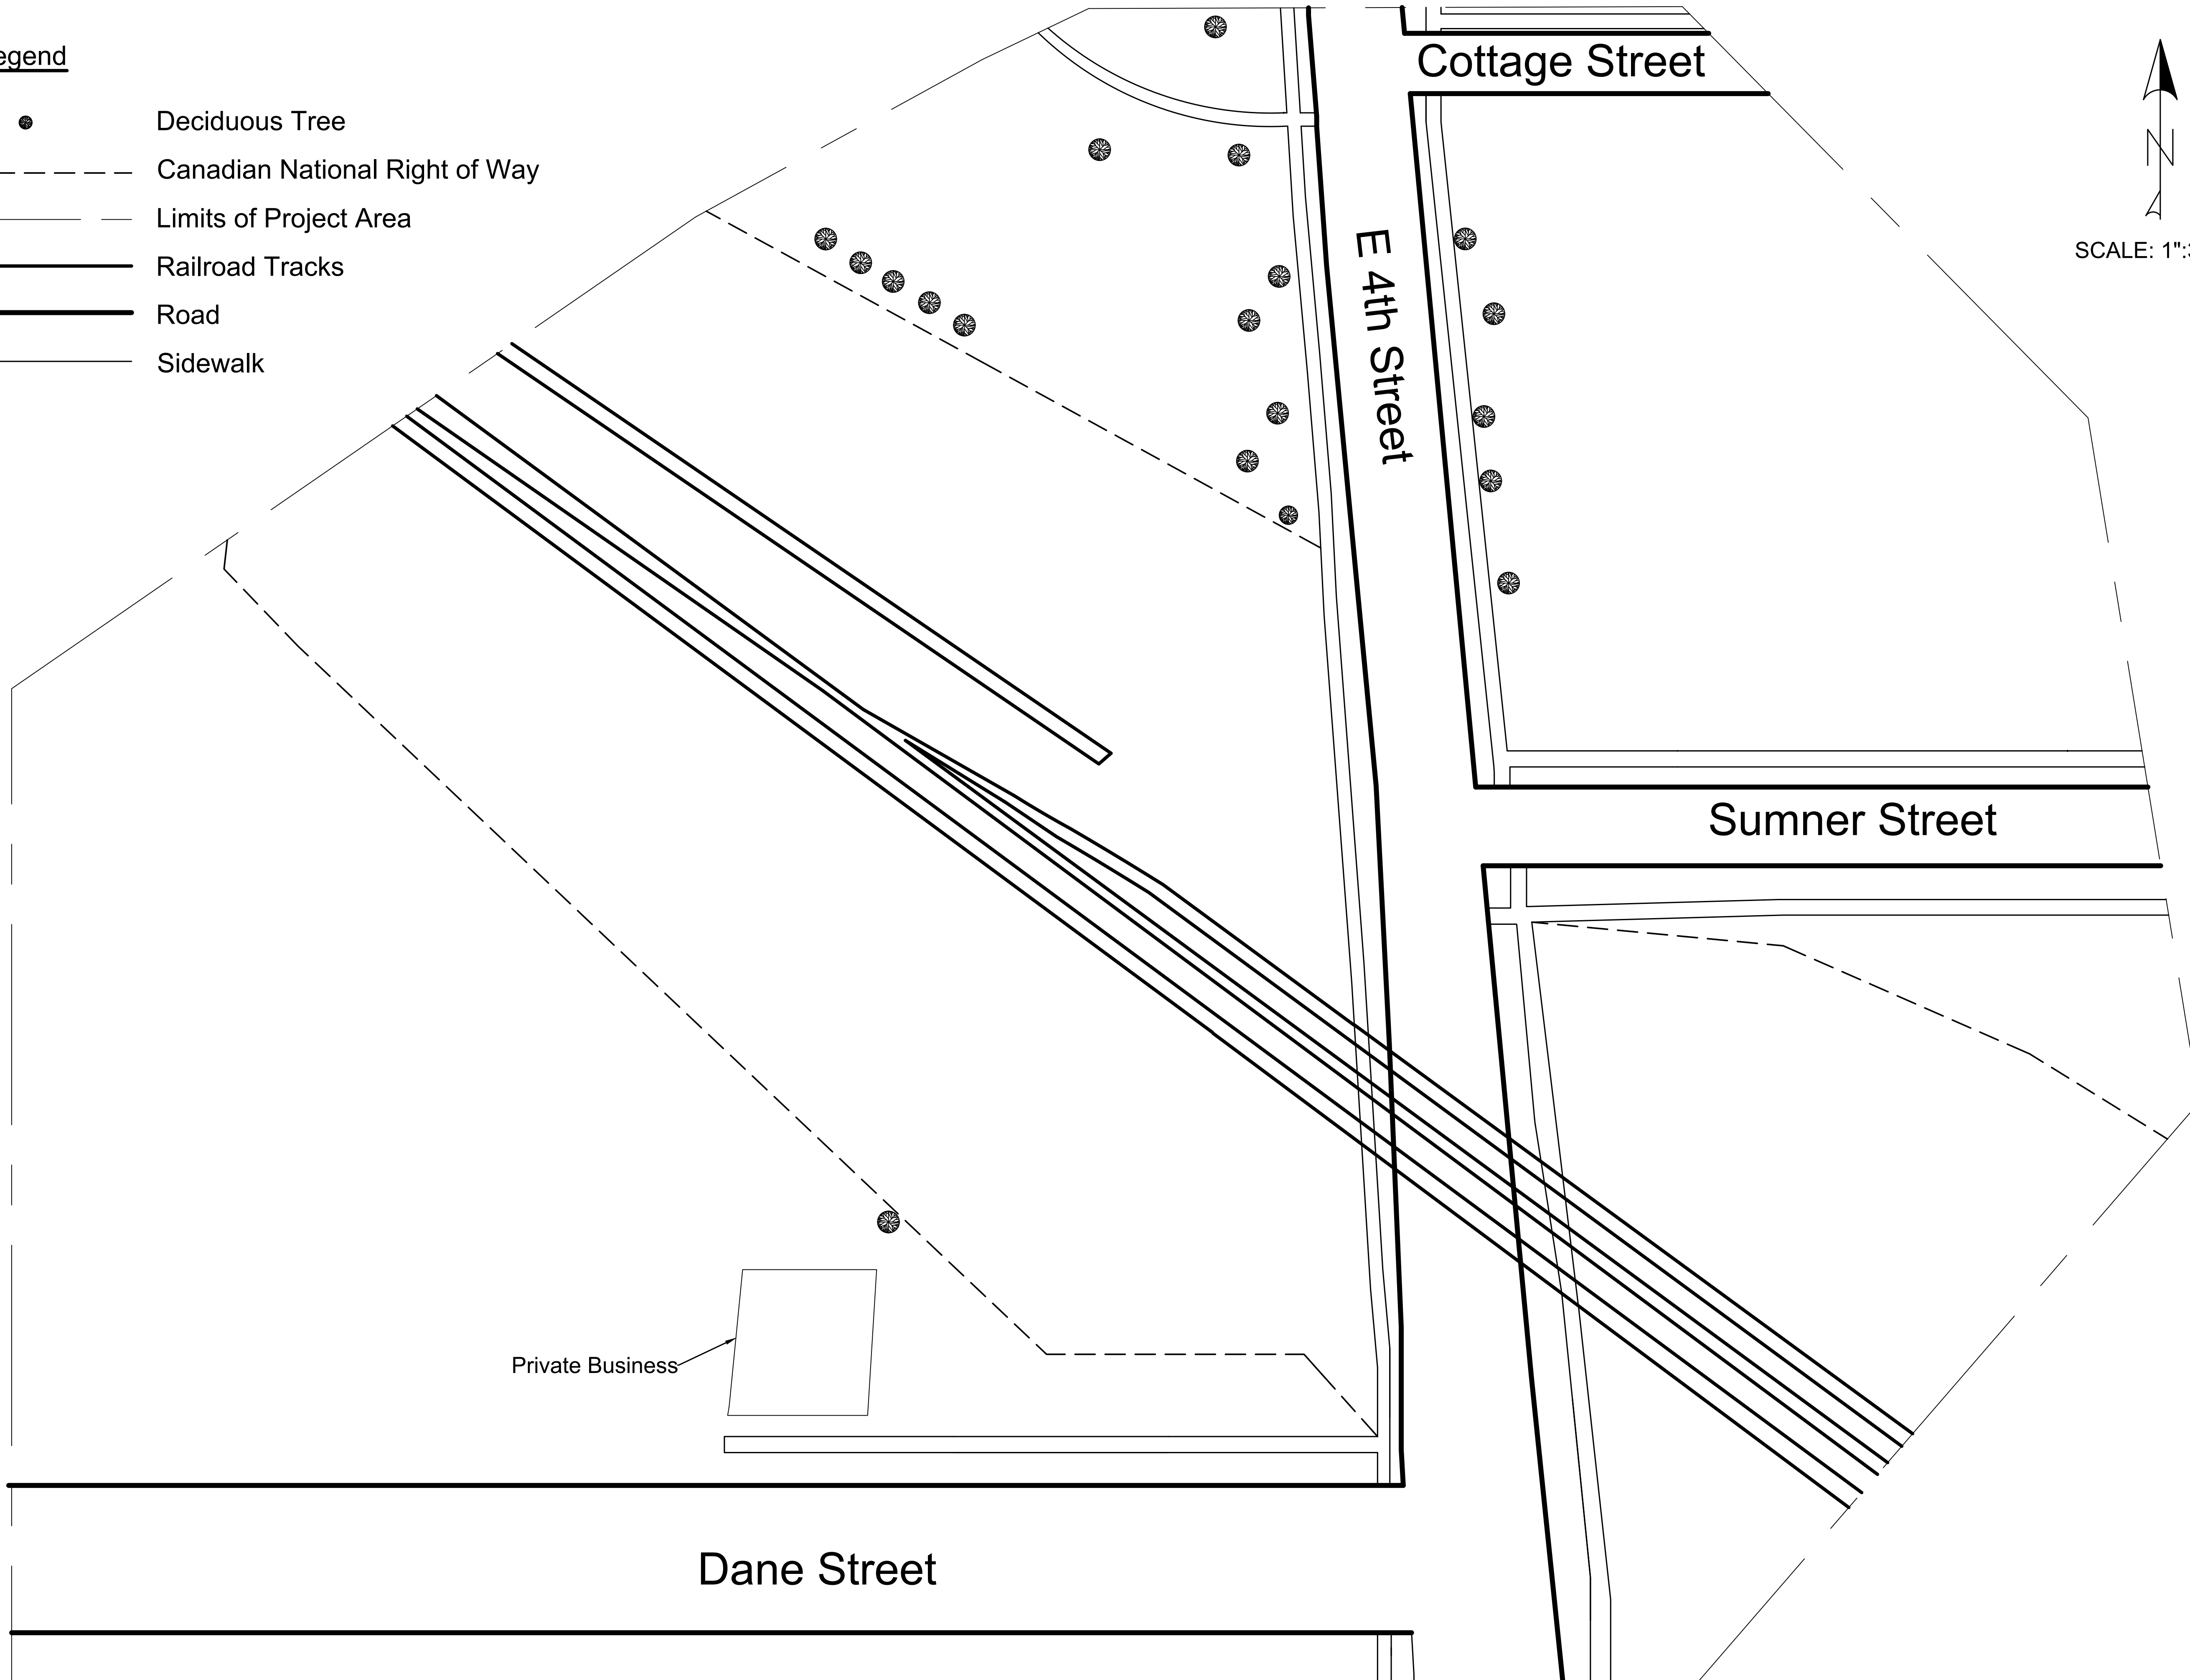 egend
Deciduous Tree
Canadian National Right of Way
Limits of Project Area
Railroad Tracks
Road
Sidewalk
Cottage Street
N
SCALE: 1":
E 4th Street
Sumner Street
Private Business
Dane Street